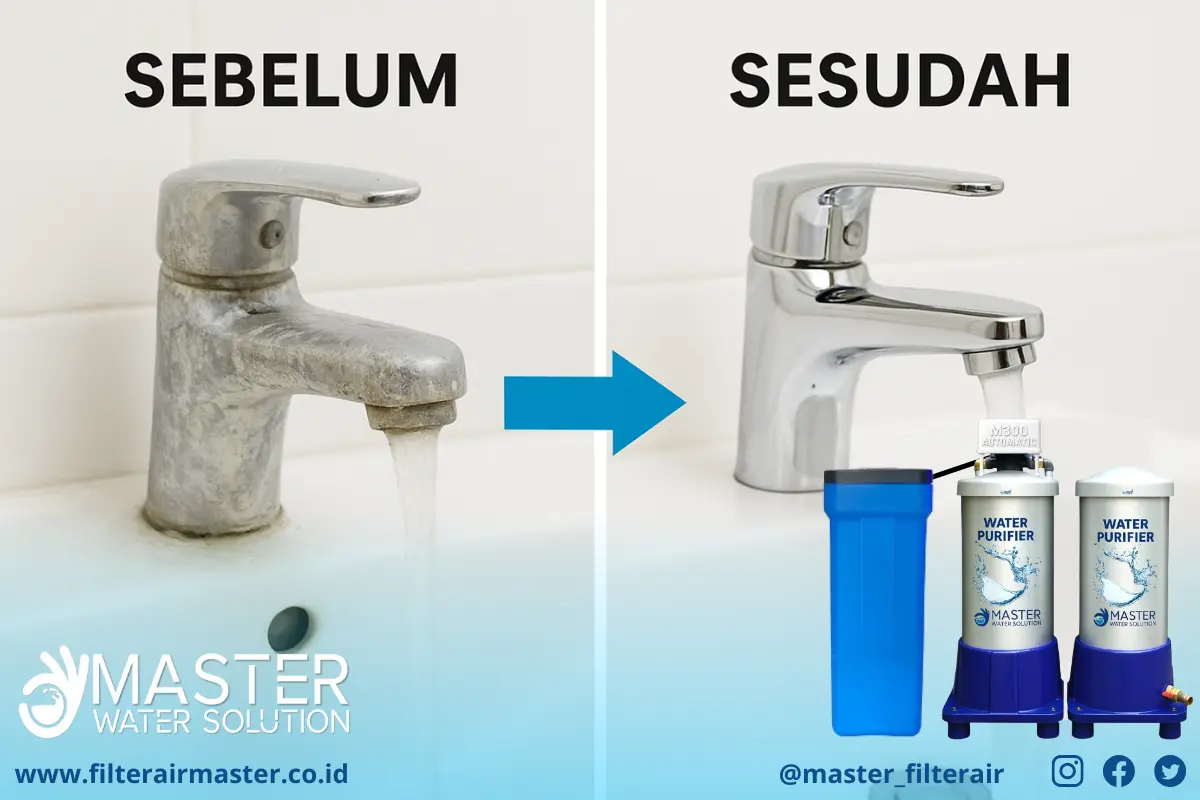 SEBELUM
SESUDAH
M300
AUTOMATIC
WATER
PURIFIER
MASTER
WATER SOLUTION
WATER
PURIFIER
MASTER
WATER SOLUTION
MASTER
WATER SOLUTION
www.filterairmaster.co.id
@master_filterair